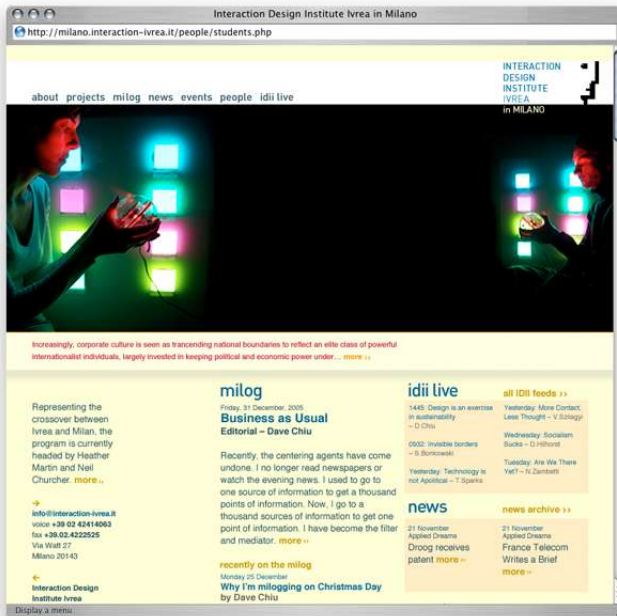 Interaction Design Institute Ivrea in Milano
http://milano.interaction-ivrea.it/people/students.php
INTERACTION
DESIGN
INSTITUTE
IVREA
in MILANO
about projects milog news events people idii live
Increasingly, corporate culture is seen as trancending national boundaries to reflect an elite class of powerful
internationalist individuals, largely invested in keeping political and economic power under... more ››
Representing the
crossover between
Ivrea and Milan, the
program is currently
headed by Heather
Martin and Neil
Churcher. more ››
info@interaction-ivrea.it
voice +39 02 42414063
fax +39.02.4222525
Via Watt 27
Milano 20143
Interaction Design
Institute Ivrea
milog
Friday, 31 December, 2005
Business as Usual
Editorial – Dave Chiu
Recently, the centering agents have come
undone. I no longer read newspapers or
watch the evening news. I used to go to
one source of information to get a thousand
points of information. Now, I go to a
thousand sources of information to get one
point of information. I have become the filter
and mediator. more ››
recently on the milog
Monday 25 December
Why I'm milogging on Christmas Day
by Dave Chiu
idii live
all IDII feeds ››
1445: Design is an exercise
in sustainability
– D Chiu
0932: Invisible borders
– S Bonkowski
Yesterday: Technology is
not Apolitical – T Sparks
Yesterday: More Contact,
Less Thought – V Szilagyi
Wednesday: Socialism
Sucks – D Hilhorst
Tuesday: Are We There
Yet? – N Zambetti
news
news archive ››
21 November
Applied Dreams
Droog receives
patent more ››
21 November
Applied Dreams
France Telecom
Writes a Brief
more ››
Display a menu